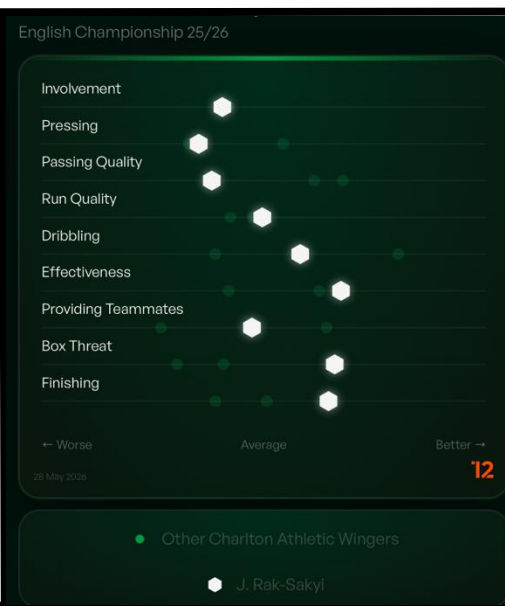 English Championship 25/26
Involvement
Pressing
Passing Quality
Run Quality
Dribbling
Effectiveness
Providing Teammates
Box Threat
Finishing
← Worse
Average
Better →
28 May 2026
'12
Other Charlton Athletic Wingers
J. Rak-Sakyi